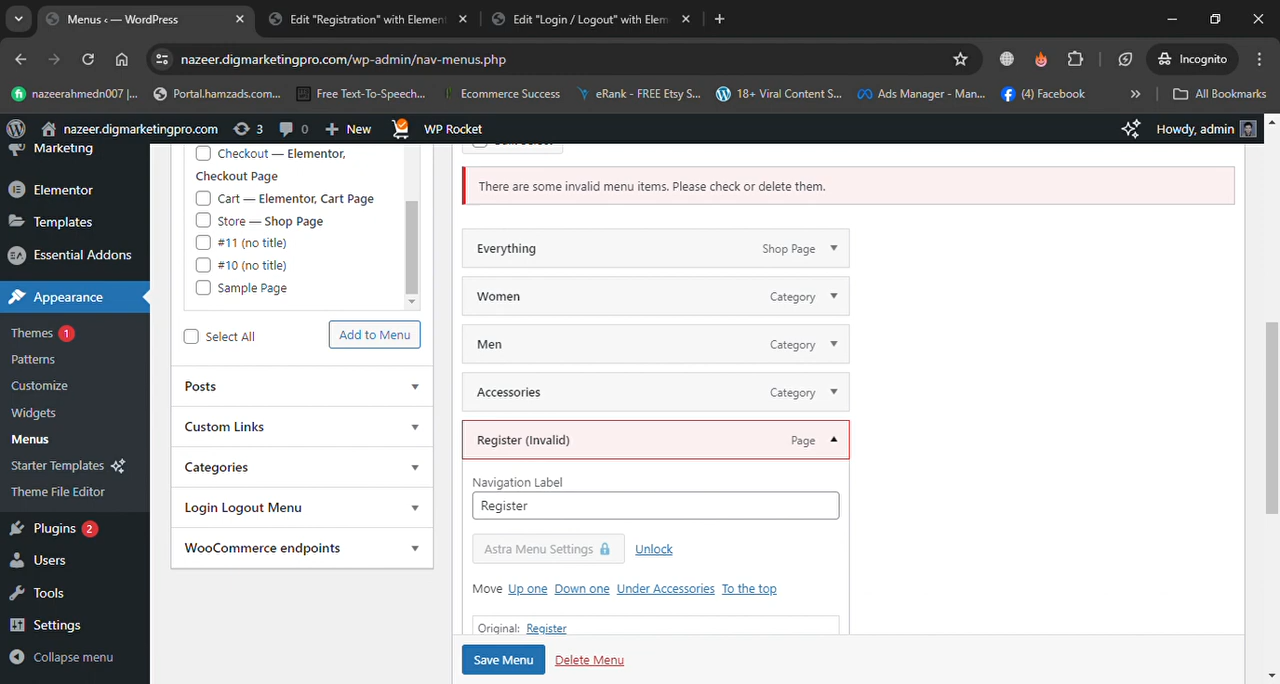 Menus ‹ — WordPress
Edit "Registration" with Element
Edit "Login / Logout" with Elem
nazeer.digmarketingpro.com/wp-admin/nav-menus.php
Incognito
nazeerahmedn007 |...
Portal.hamzads.com...
Free Text-To-Speech...
Ecommerce Success
eRank - FREE Etsy S...
18+ Viral Content S...
Ads Manager - Man...
(4) Facebook
»
All Bookmarks
nazeer.digmarketingpro.com
3
0
New
WP Rocket
Howdy, admin
Marketing
Elementor
Templates
Essential Addons
Appearance
Themes 1
Patterns
Customize
Widgets
Menus
Starter Templates
Theme File Editor
Plugins 2
Users
Tools
Settings
Collapse menu
Checkout — Elementor,
Checkout Page
Cart — Elementor, Cart Page
Store — Shop Page
#11 (no title)
#10 (no title)
Sample Page
Select All
Add to Menu
Posts
Custom Links
Categories
Login Logout Menu
WooCommerce endpoints
There are some invalid menu items. Please check or delete them.
Everything Shop Page
Women Category
Men Category
Accessories Category
Register (Invalid) Page
Navigation Label
Register
Astra Menu Settings Unlock
Move Up one Down one Under Accessories To the top
Original: Register
Save Menu Delete Menu